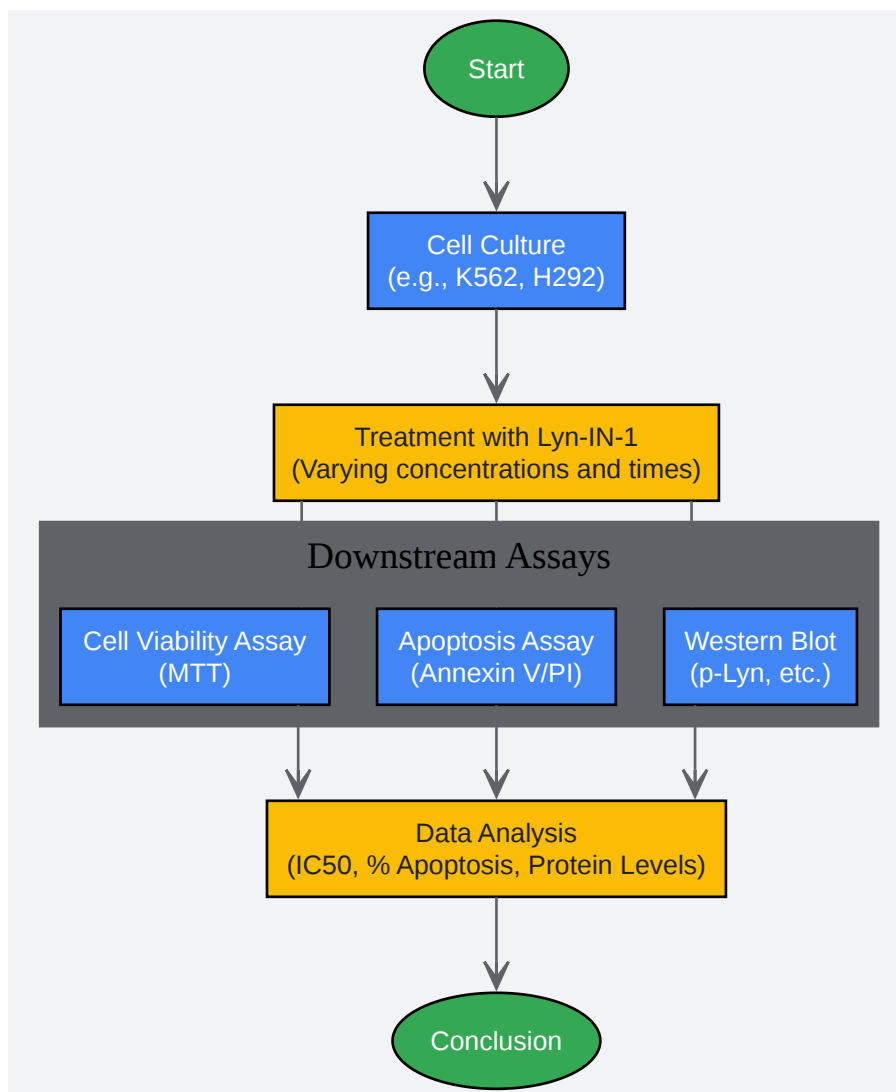 Start
Cell Culture
(e.g., K562, H292)
Treatment with Lyn-IN-1
(Varying concentrations and times)
Downstream Assays
Cell Viability Assay
(MTT)
Apoptosis Assay
(Annexin V/PI)
Western Blot
(p-Lyn, etc.)
Data Analysis
(IC50, % Apoptosis, Protein Levels)
Conclusion